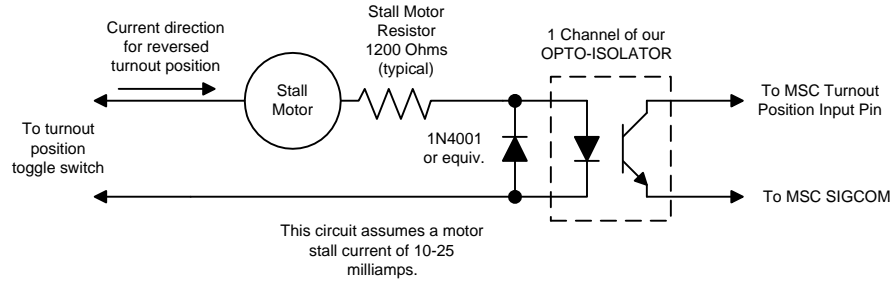 Current direction
for reversed
turnout position
Stall Motor
Resistor
1200 Ohms
(typical)
1 Channel of our
OPTO-ISOLATOR
Stall
Motor
To MSC Turnout
Position Input Pin
To turnout
position
toggle switch
1N4001
or equiv.
To MSC SIGCOM
This circuit assumes a motor
stall current of 10-25
milliamps.